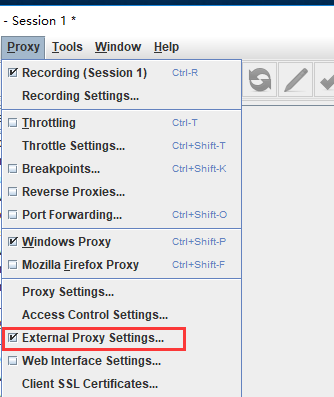 - Session 1 *
Proxy Tools Window Help
Recording (Session 1) Ctrl-R
Recording Settings...
Throttling Ctrl-T
Throttle Settings... Ctrl+Shift-T
Breakpoints... Ctrl+Shift-K
Reverse Proxies...
Port Forwarding... Ctrl+Shift-O
Windows Proxy Ctrl+Shift-P
Mozilla Firefox Proxy Ctrl+Shift-F
Proxy Settings...
Access Control Settings...
External Proxy Settings...
Web Interface Settings...
Client SSL Certificates...